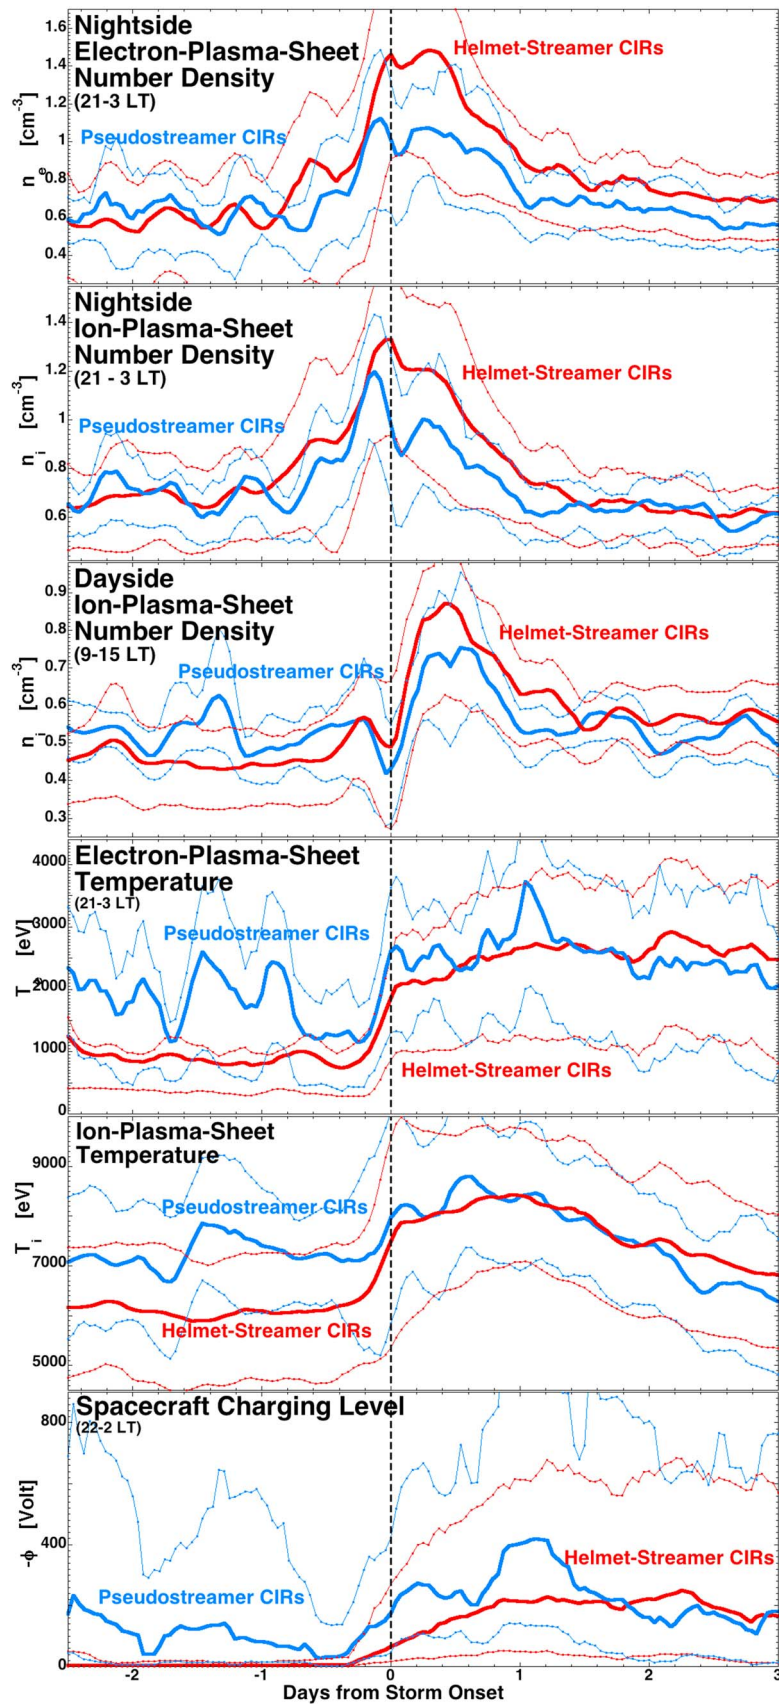 Nightside
Electron-Plasma-Sheet
Number Density
(21-3 LT)
Helmet-Streamer CIRs
Pseudostreamer CIRs
n_e [cm^-3]
1.6
1.4
1.2
1
0.8
0.6
0.4
Nightside
Ion-Plasma-Sheet
Number Density
(21 - 3 LT)
Helmet-Streamer CIRs
Pseudostreamer CIRs
n_i [cm^-3]
1.4
1.2
1
0.8
0.6
Dayside
Ion-Plasma-Sheet
Number Density
(9-15 LT)
Helmet-Streamer CIRs
Pseudostreamer CIRs
n_i [cm^-3]
0.9
0.8
0.7
0.6
0.5
0.4
0.3
Electron-Plasma-Sheet
Temperature
(21-3 LT)
Pseudostreamer CIRs
Helmet-Streamer CIRs
T_e [eV]
4000
3000
2000
1000
0
Ion-Plasma-Sheet
Temperature
Pseudostreamer CIRs
Helmet-Streamer CIRs
T_i [eV]
9000
7000
5000
Spacecraft Charging Level
(22-2 LT)
Helmet-Streamer CIRs
Pseudostreamer CIRs
-ϕ [Volt]
800
400
0
-2 -1 0 1 2 3
Days from Storm Onset